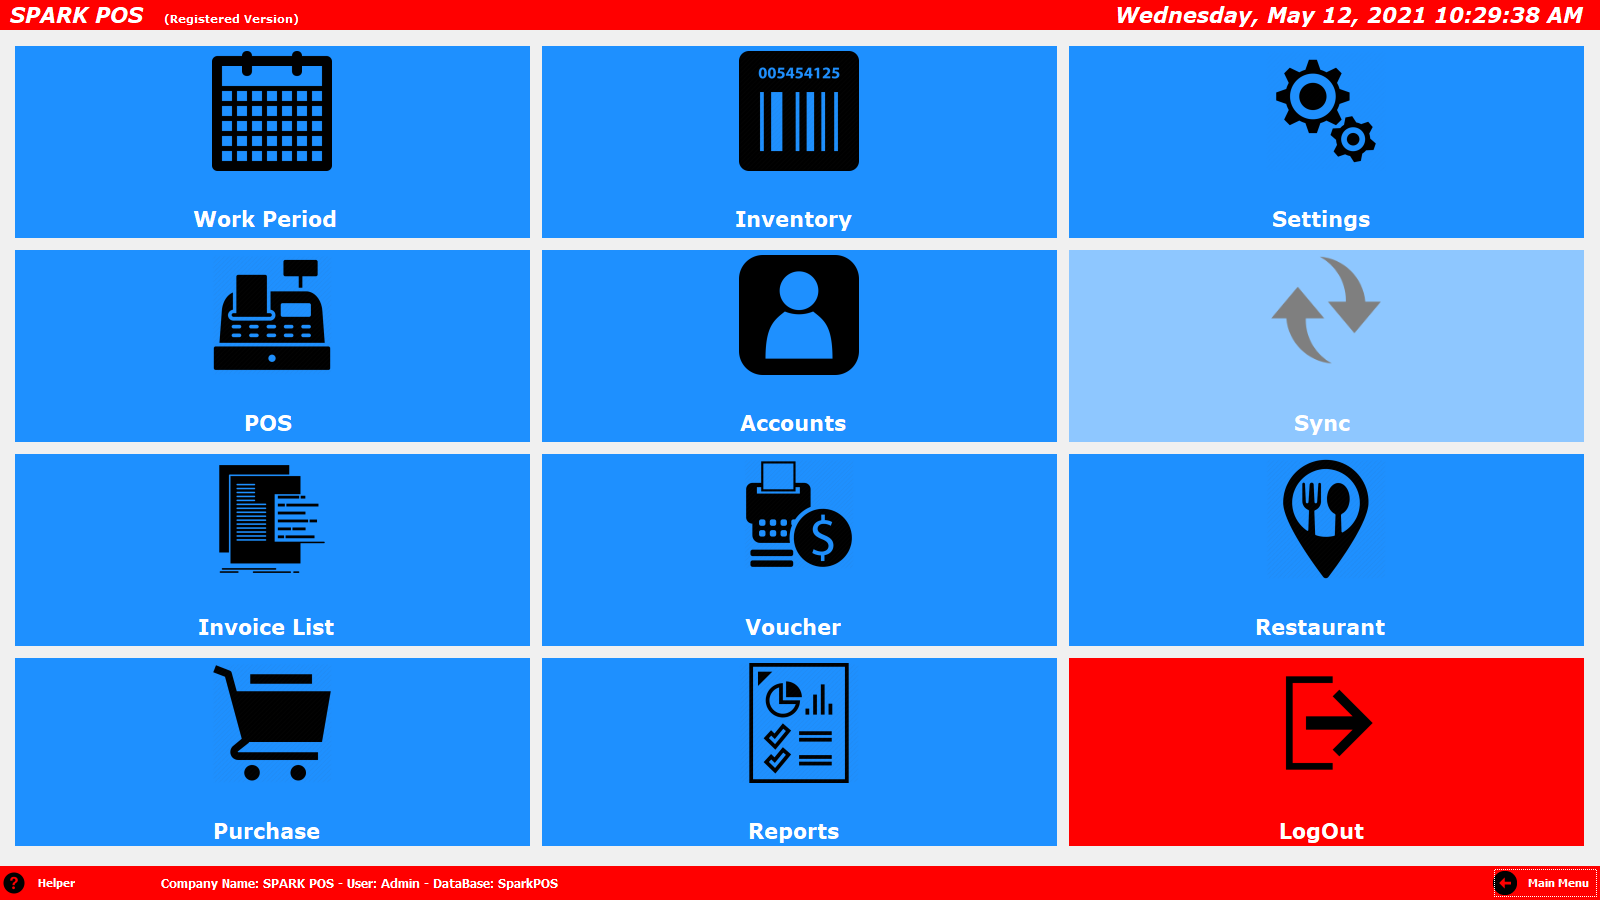 SPARK POS (Registered Version) Wednesday, May 12, 2021 10:29:38 AM
005454125
Work Period Inventory Settings
POS Accounts Sync
$
Invoice List Voucher Restaurant
Purchase Reports LogOut
? Helper Company Name: SPARK POS - User: Admin - DataBase: SparkPOS Main Menu